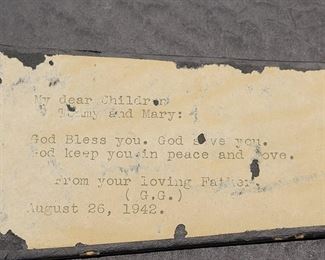 My dear Children
Tommy and Mary:
God Bless you. God save you.
God keep you in peace and love.
From your loving Father.
( G.G.)
August 26, 1942.